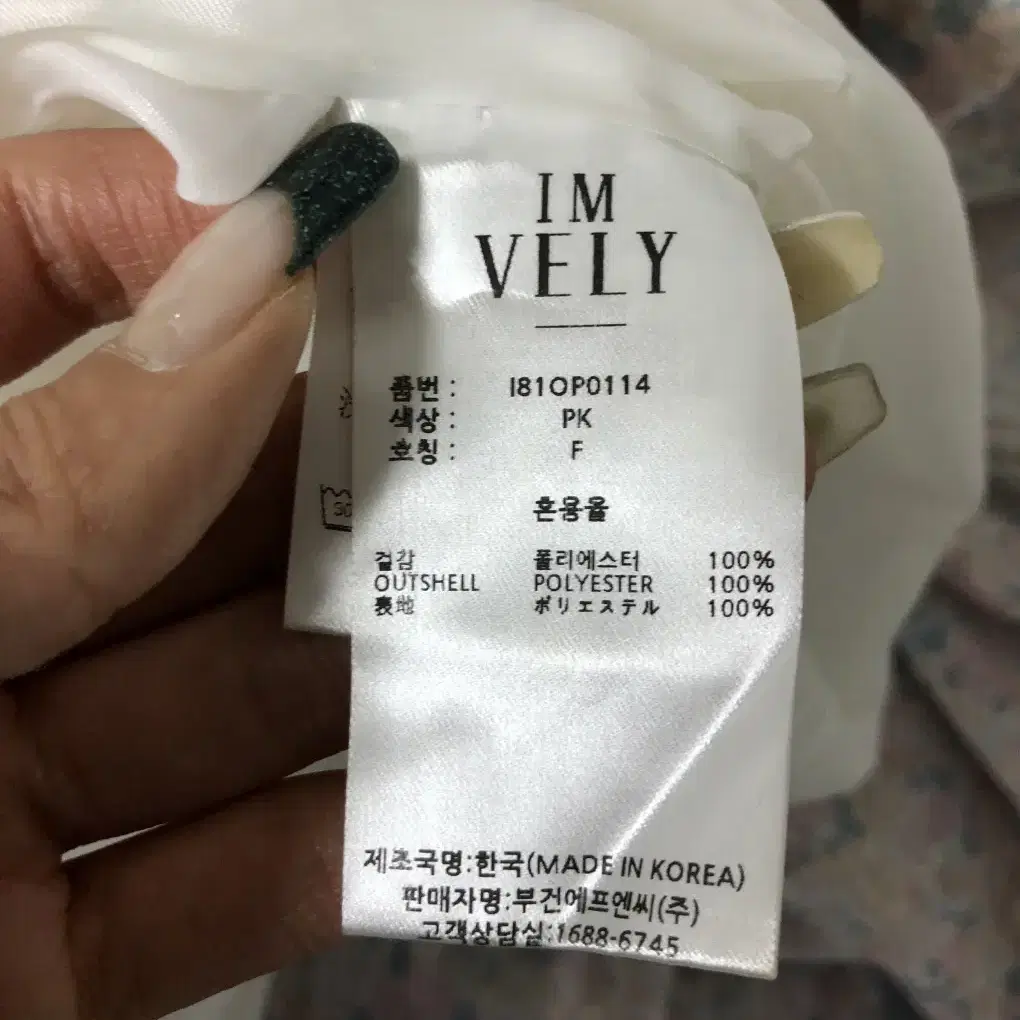 IM
VELY
품번 : I81OP0114
색상 : PK
호칭 : F
혼용율
겉감 폴리에스터 100%
OUTSHELL POLYESTER 100%
表地 ポリエステル 100%
제조국명:한국(MADE IN KOREA)
판매자명:부건에프엔씨(주)
고객상담실:1688-6745
30